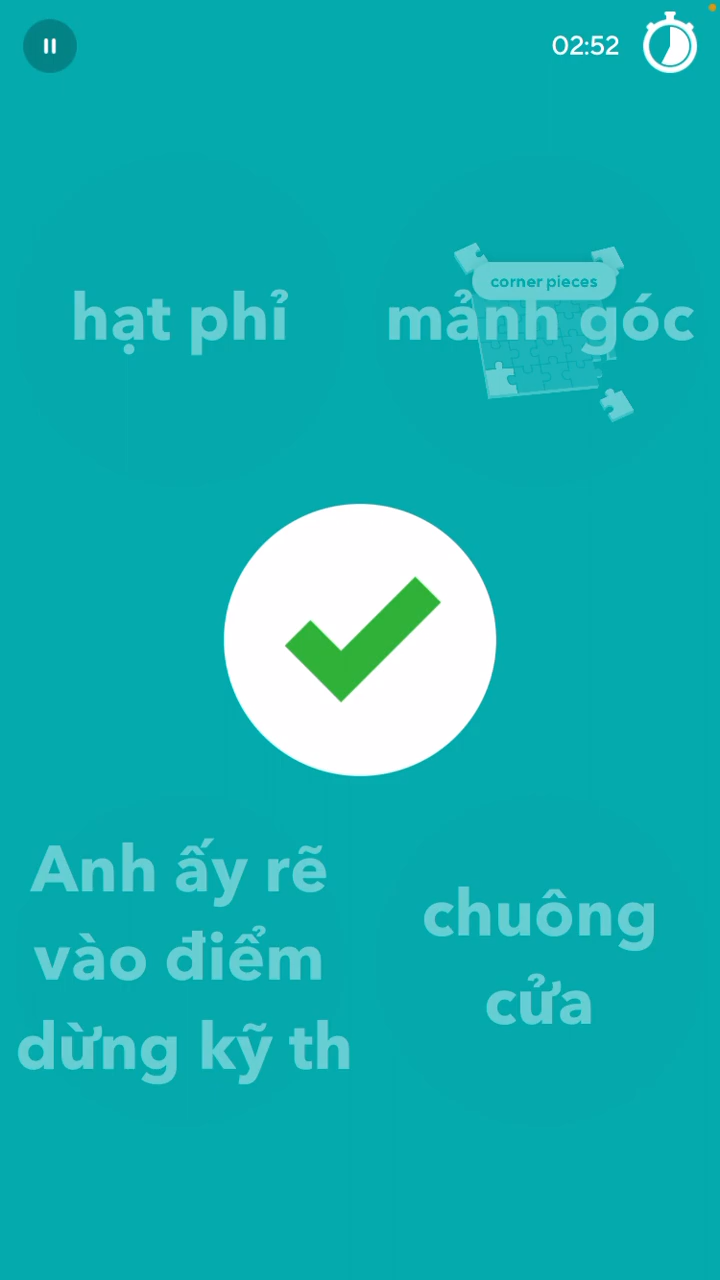 02:52
hạt phỉ
corner pieces
mảnh góc
Anh ấy rẽ
vào điểm
dừng kỹ th
chuông
cửa